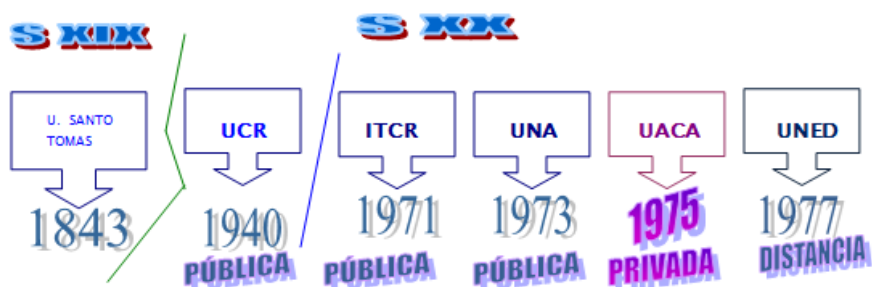 S XIX
S XX
U. SANTO
TOMAS
UCR
ITCR
UNA
UACA
UNED
1843
1940
1971
1973
1975
1977
PÚBLICA
PÚBLICA
PÚBLICA
PRIVADA
DISTANCIA